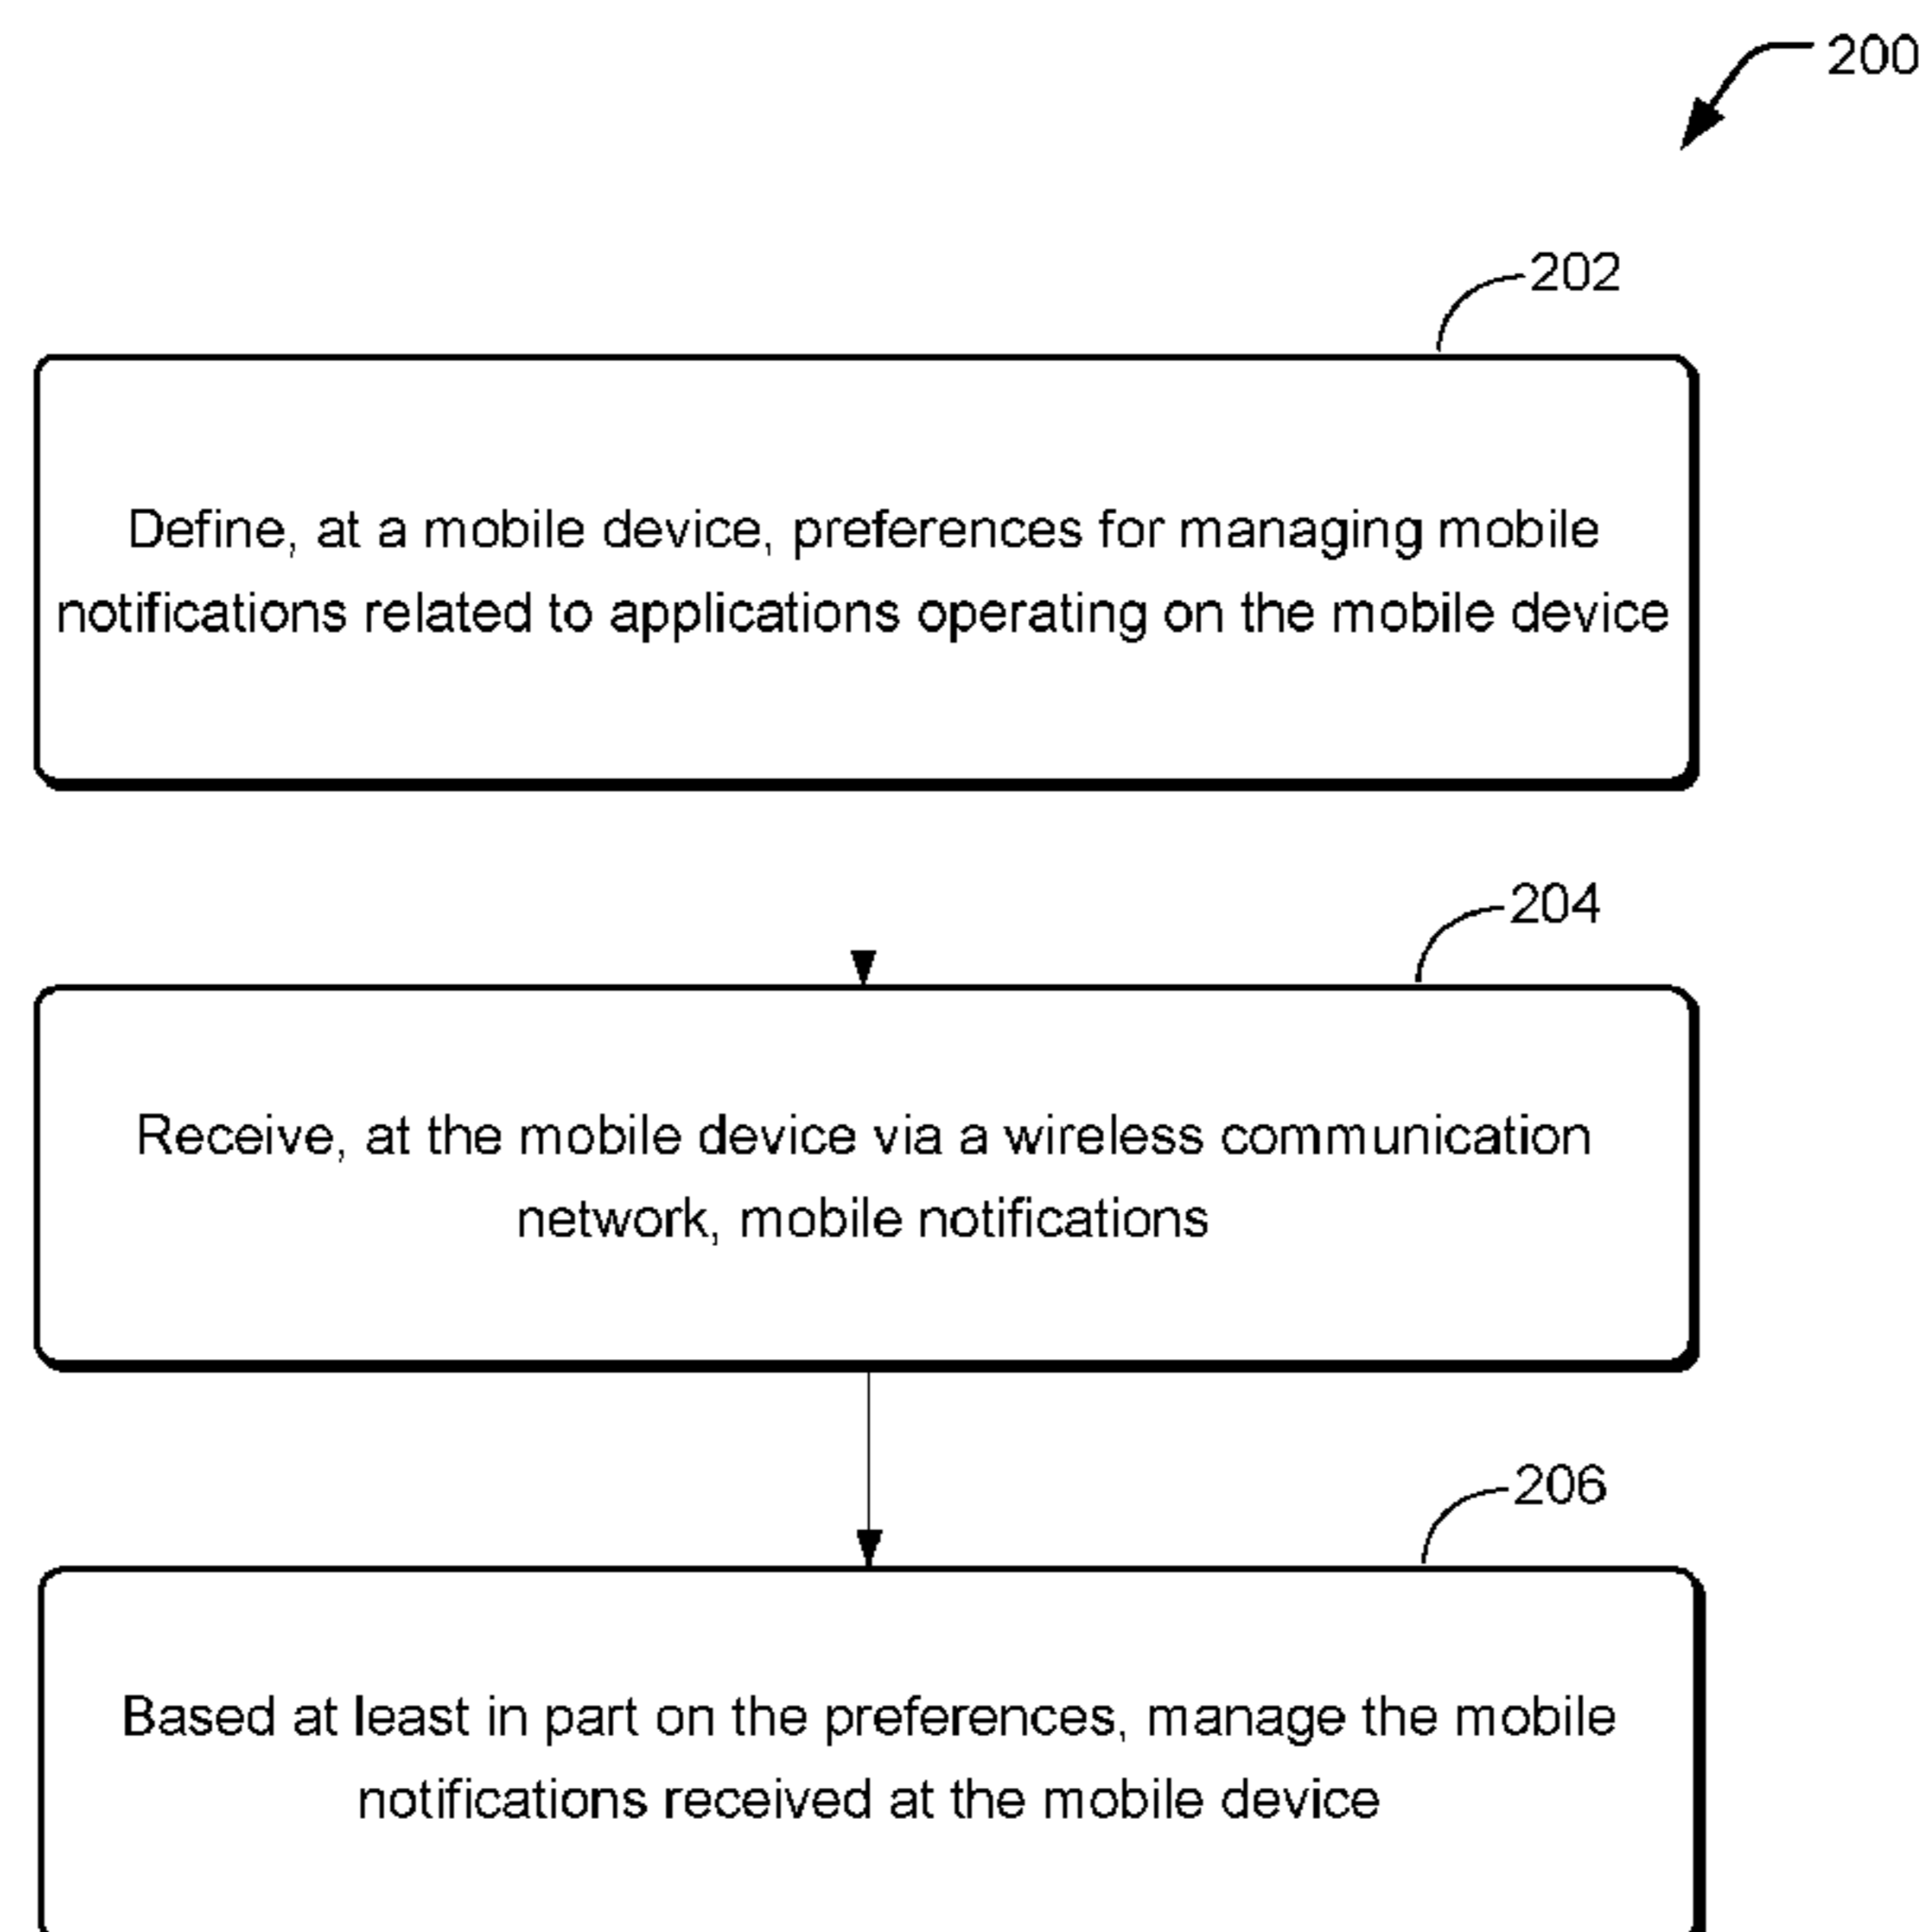 200
202
Define, at a mobile device, preferences for managing mobile
notifications related to applications operating on the mobile device
204
Receive, at the mobile device via a wireless communication
network, mobile notifications
206
Based at least in part on the preferences, manage the mobile
notifications received at the mobile device